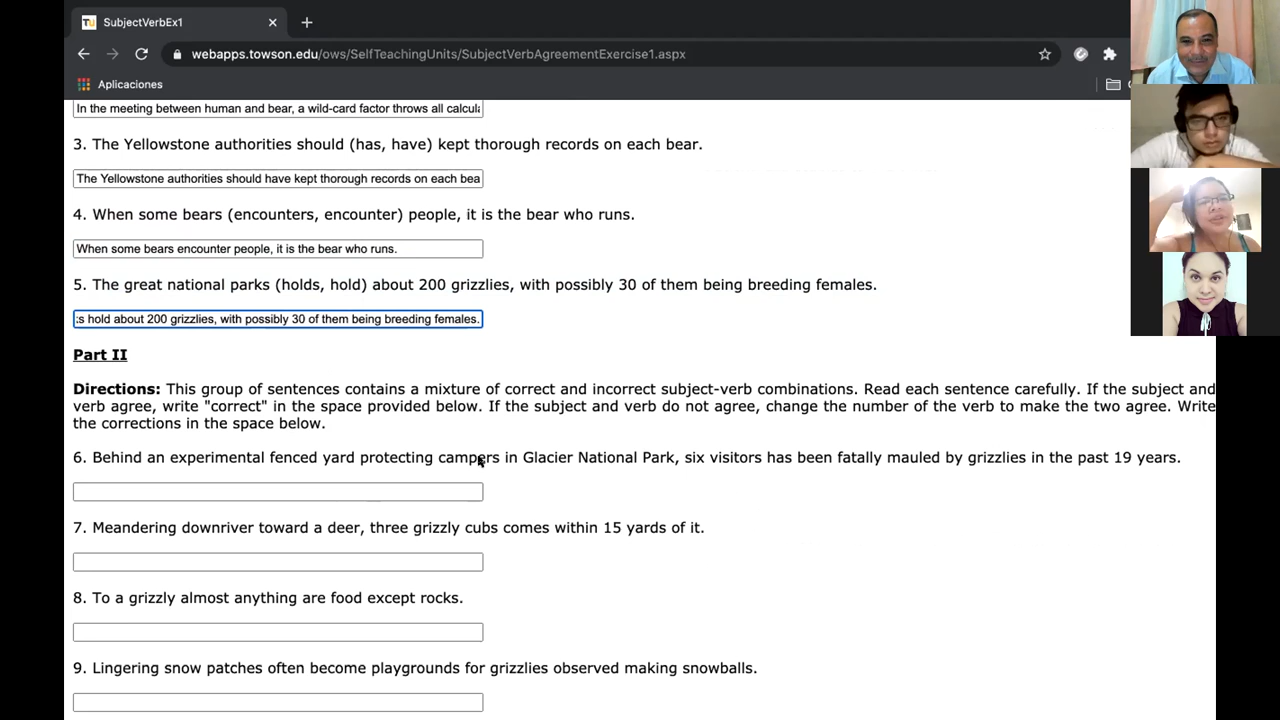 SubjectVerbEx1
webapps.towson.edu/ows/SelfTeachingUnits/SubjectVerbAgreementExercise1.aspx
Aplicaciones
In the meeting between human and bear, a wild-card factor throws all calcula
3. The Yellowstone authorities should (has, have) kept thorough records on each bear.
The Yellowstone authorities should have kept thorough records on each bea
4. When some bears (encounters, encounter) people, it is the bear who runs.
When some bears encounter people, it is the bear who runs.
5. The great national parks (holds, hold) about 200 grizzlies, with possibly 30 of them being breeding females.
s hold about 200 grizzlies, with possibly 30 of them being breeding females.
Part II
Directions: This group of sentences contains a mixture of correct and incorrect subject-verb combinations. Read each sentence carefully. If the subject and
verb agree, write "correct" in the space provided below. If the subject and verb do not agree, change the number of the verb to make the two agree. Write
the corrections in the space below.
6. Behind an experimental fenced yard protecting campers in Glacier National Park, six visitors has been fatally mauled by grizzlies in the past 19 years.
7. Meandering downriver toward a deer, three grizzly cubs comes within 15 yards of it.
8. To a grizzly almost anything are food except rocks.
9. Lingering snow patches often become playgrounds for grizzlies observed making snowballs.